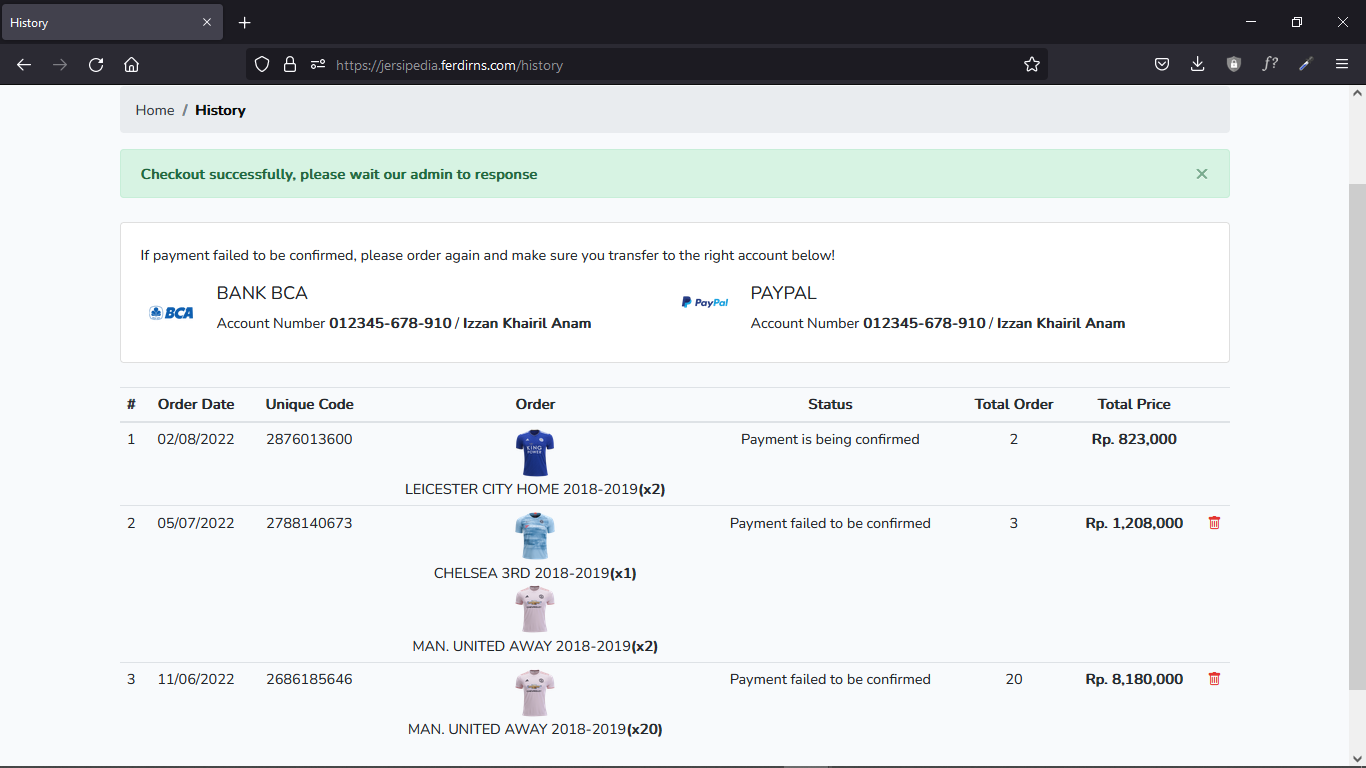 History
https://jersipedia.ferdirns.com/history
Home / History
Checkout successfully, please wait our admin to response
If payment failed to be confirmed, please order again and make sure you transfer to the right account below!
BCA
BANK BCA
Account Number 012345-678-910 / Izzan Khairil Anam
PayPal
PAYPAL
Account Number 012345-678-910 / Izzan Khairil Anam
# Order Date Unique Code Order Status Total Order Total Price
1 02/08/2022 2876013600 Payment is being confirmed 2 Rp. 823,000
KING
POWER
LEICESTER CITY HOME 2018-2019(x2)
2 05/07/2022 2788140673 Payment failed to be confirmed 3 Rp. 1,208,000
CHELSEA 3RD 2018-2019(x1)
MAN. UNITED AWAY 2018-2019(x2)
3 11/06/2022 2686185646 Payment failed to be confirmed 20 Rp. 8,180,000
MAN. UNITED AWAY 2018-2019(x20)